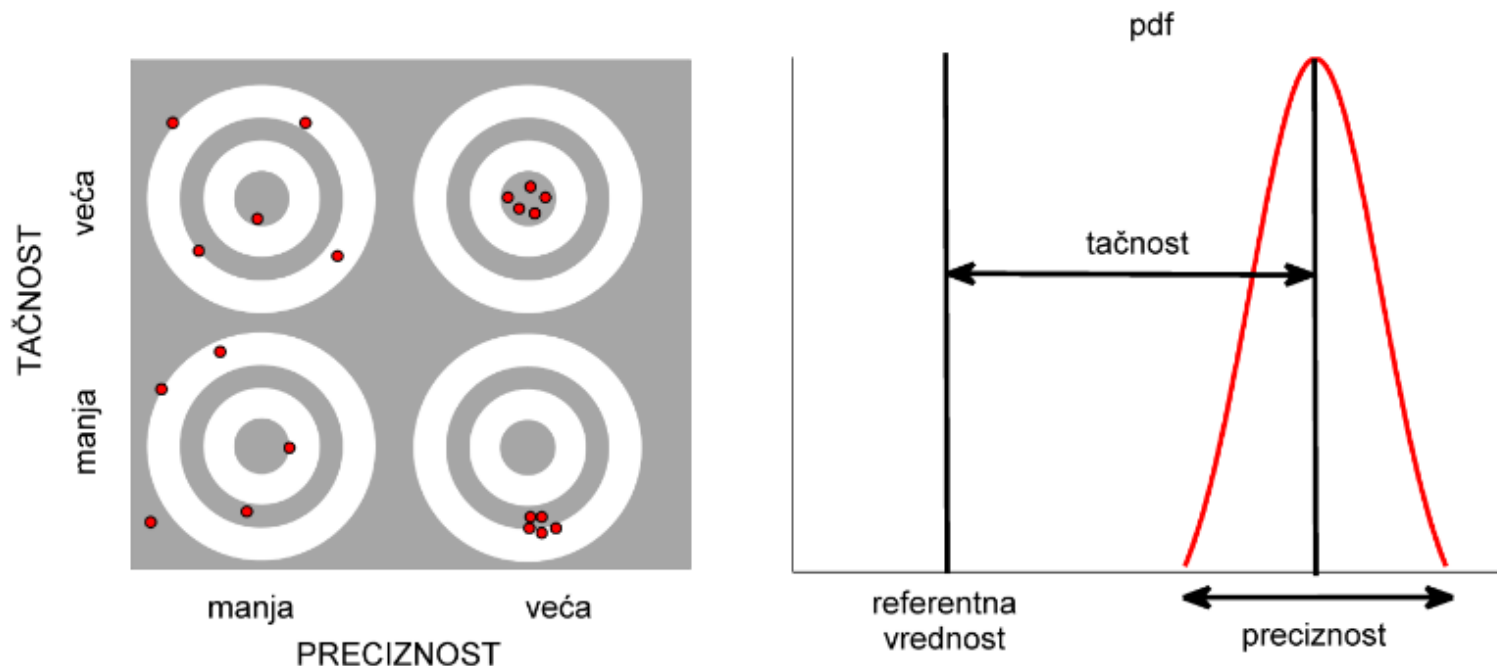 TAČNOST
veća
manja
manja
veća
PRECIZNOST
pdf
tačnost
referentna
vrednost
preciznost